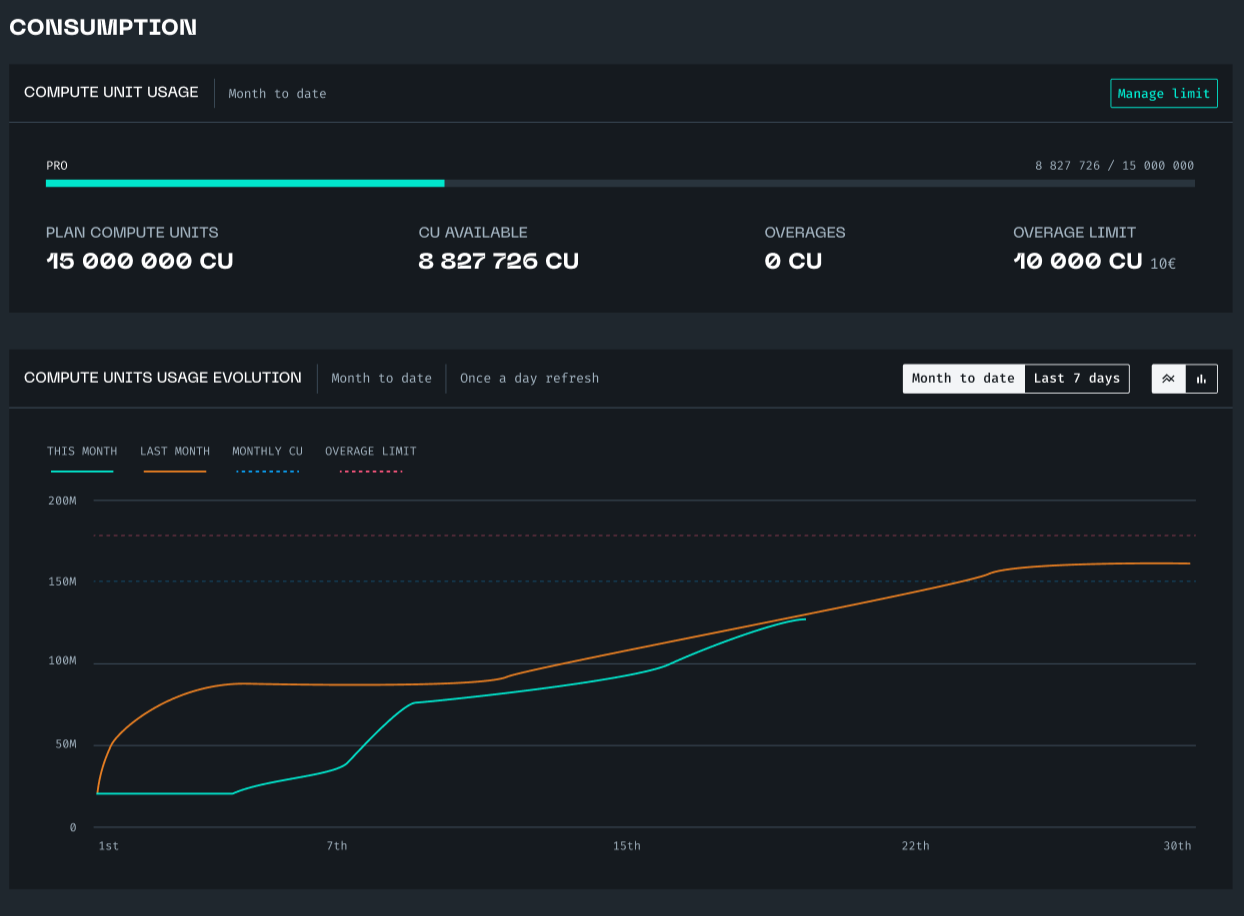 CONSUMPTION
COMPUTE UNIT USAGE Month to date Manage limit
PRO 8 827 726 / 15 000 000
PLAN COMPUTE UNITS CU AVAILABLE OVERAGES OVERAGE LIMIT
15 000 000 CU 8 827 726 CU 0 CU 10 000 CU 10€
COMPUTE UNITS USAGE EVOLUTION Month to date Once a day refresh Month to date Last 7 days
THIS MONTH LAST MONTH MONTHLY CU OVERAGE LIMIT
200M
150M
100M
50M
0
1st 7th 15th 22th 30th